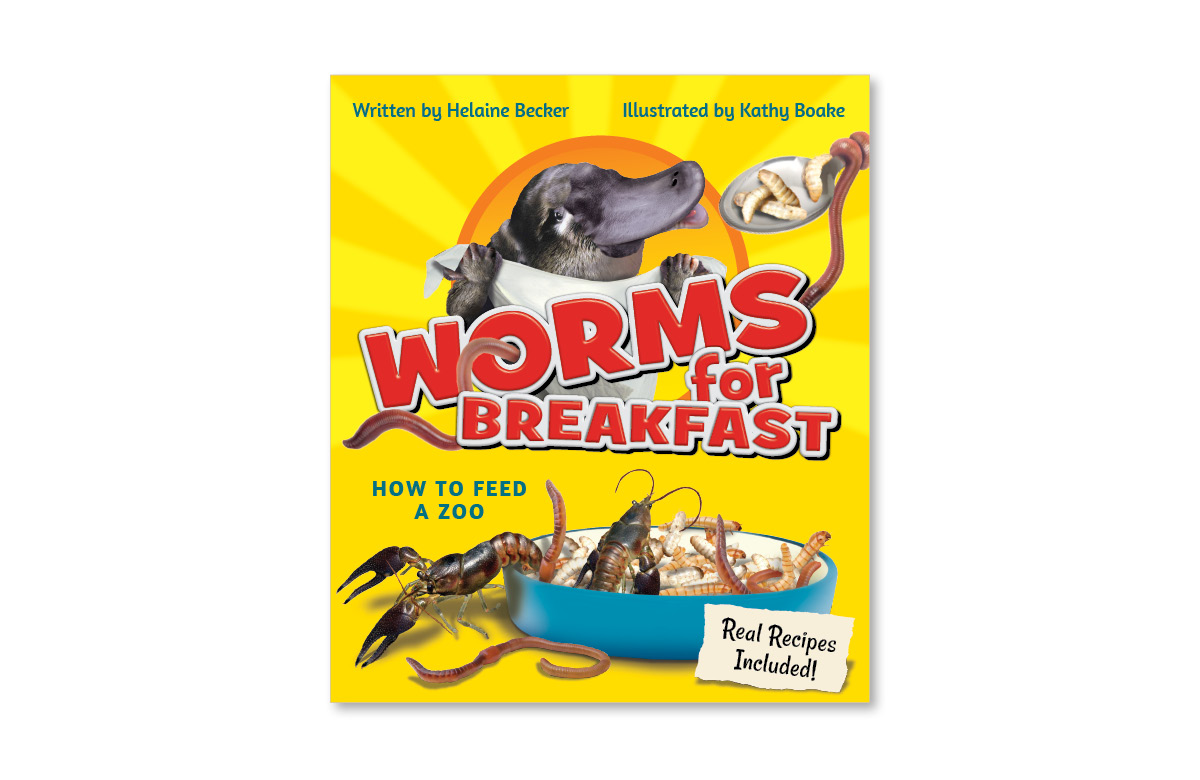 Written by Helaine Becker
Illustrated by Kathy Boake
WORMS
for
BREAKFAST
HOW TO FEED
A ZOO
Real Recipes
Included!